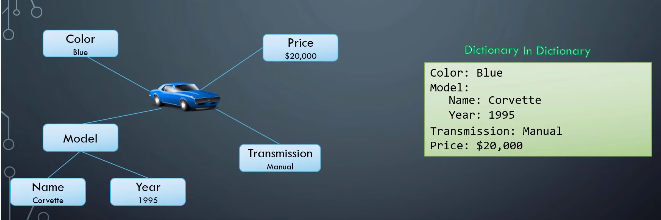 Color
Blue
Price
$20,000
Model
Transmission
Manual
Name
Corvette
Year
1995
Dictionary In Dictionary
Color: Blue
Model:
Name: Corvette
Year: 1995
Transmission: Manual
Price: $20,000